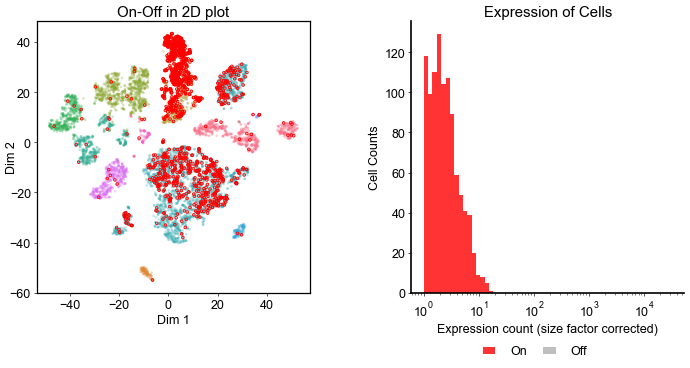 On-Off in 2D plot
40
20
0
−20
−40
−60
−40
−20
0
20
40
Dim 1
Dim 2
Expression of Cells
120
100
80
60
40
20
0
10^0
10^1
10^2
10^3
10^4
Cell Counts
Expression count (size factor corrected)
On
Off